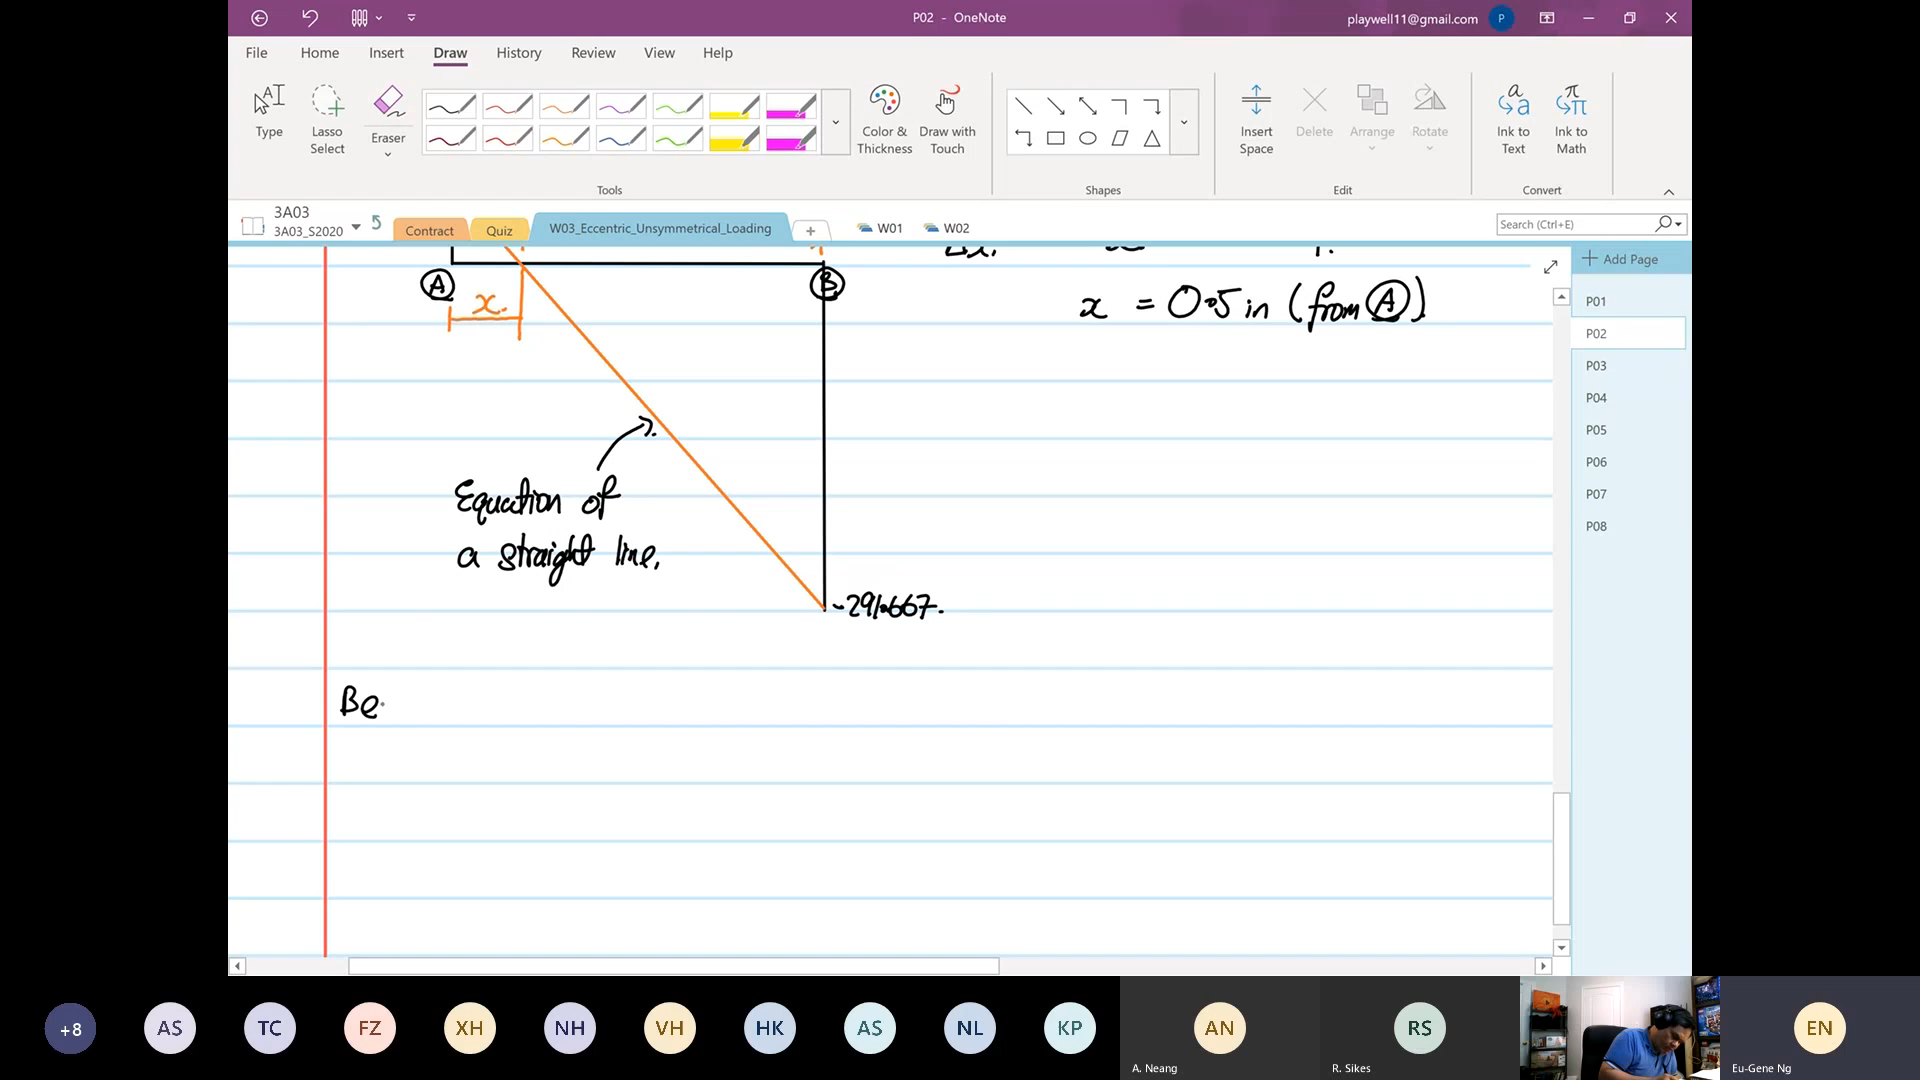 P02 - OneNote
playwell11@gmail.com
P
File Home Insert Draw History Review View Help
Type
Lasso Select
Eraser
Color & Thickness
Draw with Touch
Insert Space
Delete
Arrange
Rotate
Ink to Text
Ink to Math
Tools
Shapes
Edit
Convert
3A03
3A03_S2020
Contract
Quiz
W03_Eccentric_Unsymmetrical_Loading
W01
W02
Search (Ctrl+E)
Add Page
P01
P02
P03
P04
P05
P06
P07
P08
A
B
x.
x = 0.5 in (from A)
Equation of
a straight line.
-291.667.
Be
+8
AS
TC
FZ
XH
NH
VH
HK
AS
NL
KP
AN
A. Neang
RS
R. Sikes
EN
Eu-Gene Ng